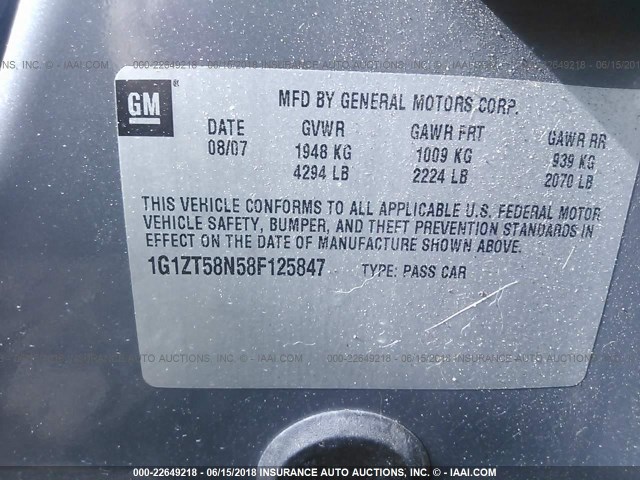 GM ®
MFD BY GENERAL MOTORS CORP.
DATE GVWR GAWR FRT GAWR RR
08/07 1948 KG 1009 KG 939 KG
4294 LB 2224 LB 2070 LB
THIS VEHICLE CONFORMS TO ALL APPLICABLE U.S. FEDERAL MOTOR
VEHICLE SAFETY, BUMPER, AND THEFT PREVENTION STANDARDS IN
EFFECT ON THE DATE OF MANUFACTURE SHOWN ABOVE.
1G1ZT58N58F125847 TYPE: PASS CAR
000-22649218 - 06/15/2018 INSURANCE AUTO AUCTIONS, INC. - © - IAAI.COM